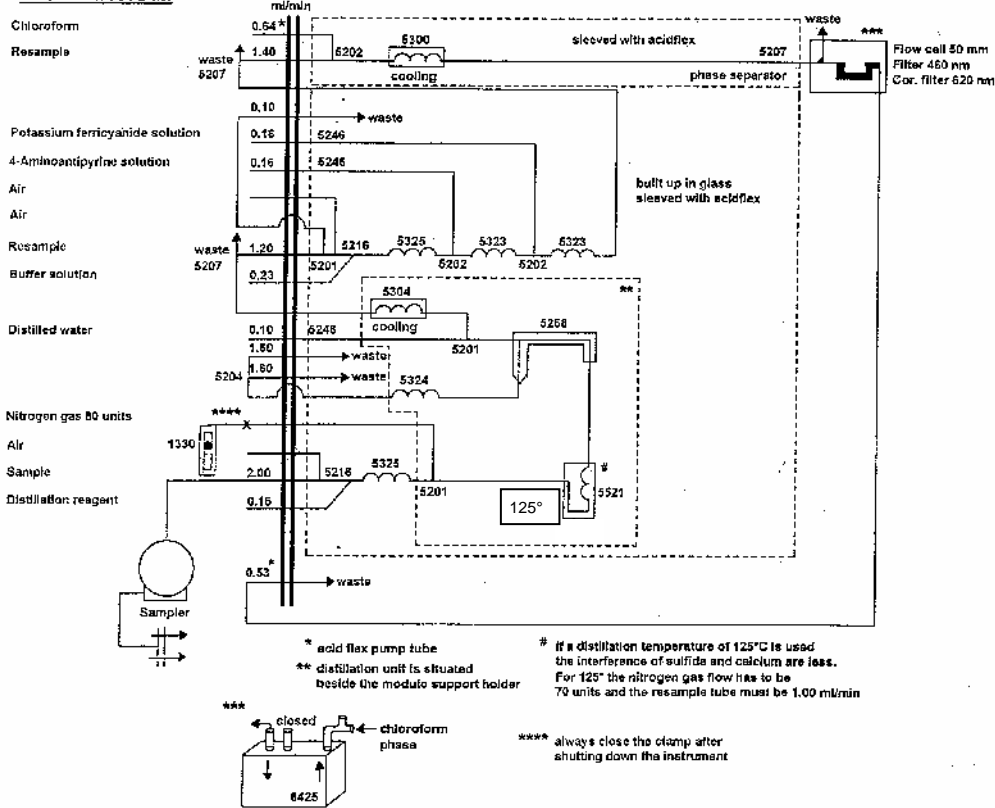 ml/min
Chloroform
0.64 *
Resample
1.40
waste
5207
5202
5300
cooling
sleeved with acidflex
5207
phase separator
waste
***
Flow cell 50 mm
Filter 460 nm
Cor. filter 620 nm
0.10
waste
Potassium ferricyanide solution
0.16
5246
4-Aminoantipyrine solution
0.16
5246
Air
Air
built up in glass
sleeved with acidflex
Resample
waste
5207
1.20
5201
5216
5325
5202
5323
5202
5323
Buffer solution
0.23
**
5304
cooling
Distilled water
0.10
5246
5201
5268
1.60
waste
5204
1.60
waste
5324
Nitrogen gas 80 units
****
X
1330
Air
Sample
2.00
5216
5325
5201
#
5521
125°
Distillation reagent
0.16
0.53 *
waste
Sampler
* acid flex pump tube
** distillation unit is situated
beside the module support holder
# if a distillation temperature of 125°C is used
the interference of sulfide and calcium are less.
For 125° the nitrogen gas flow has to be
70 units and the resample tube must be 1.00 ml/min
***
closed
chloroform
phase
6425
**** always close the clamp after
shutting down the instrument